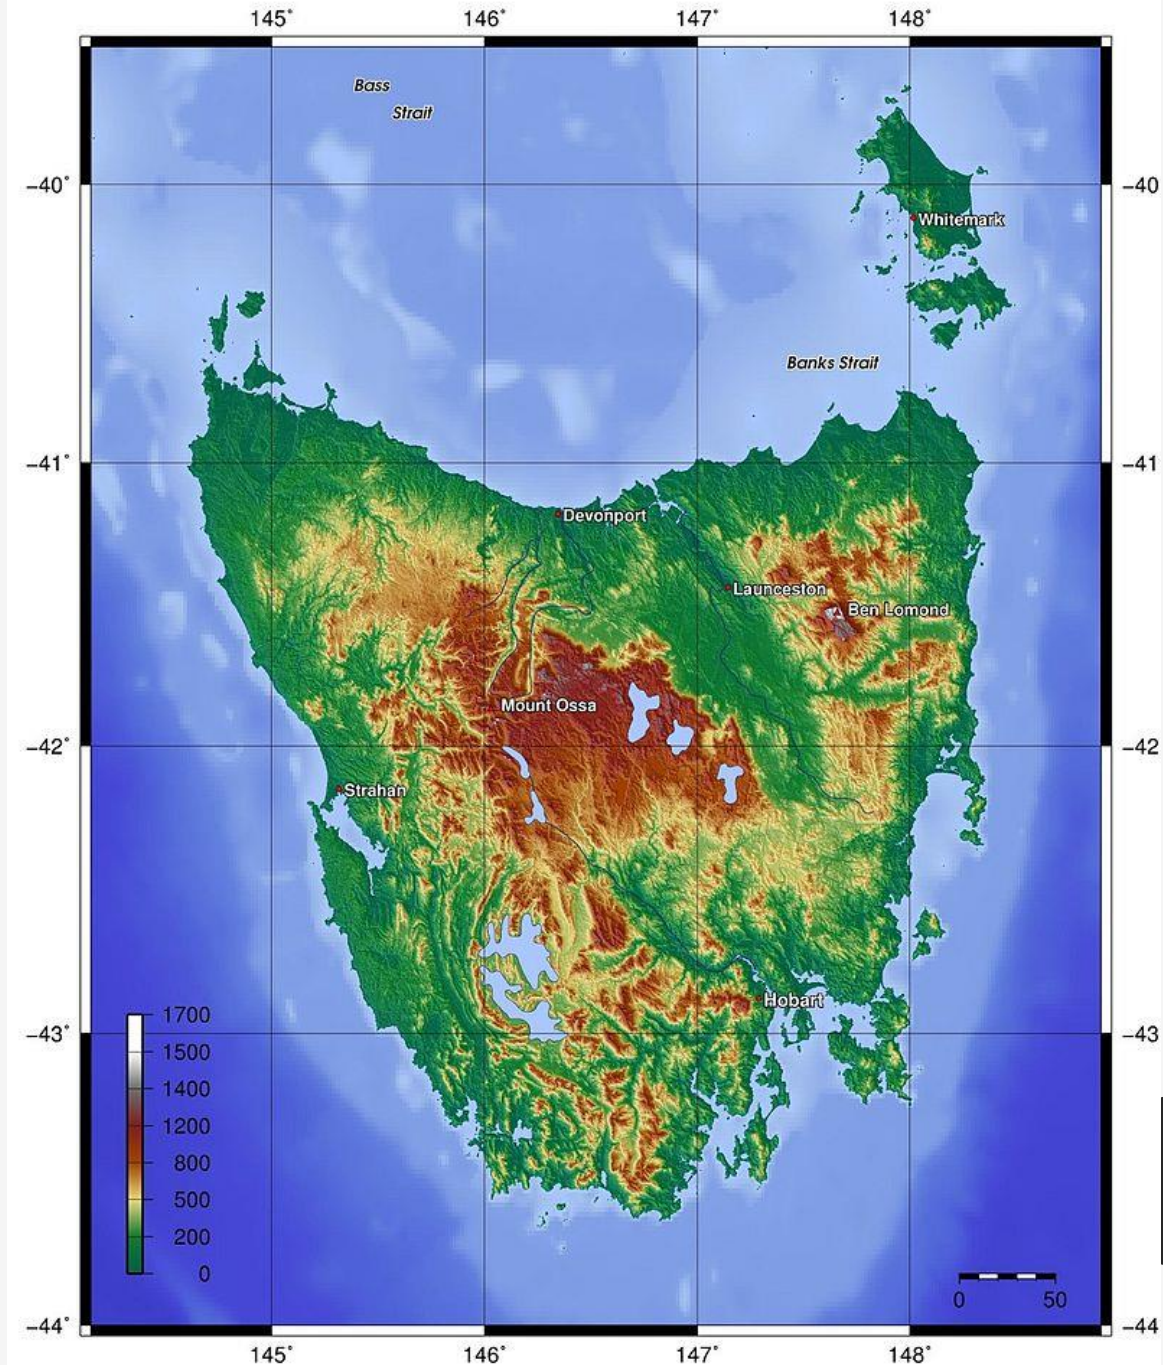 145° 146° 147° 148°
Bass
Strait
−40° −40
Whitemark
Banks Strait
−41° −41
Devonport
Launceston
Ben Lomond
Mount Ossa
−42° −42
Strahan
Hobart
1700
−43° −43
1500
1400
1200
800
500
200
0
0 50
−44° −44
145° 146° 147° 148°